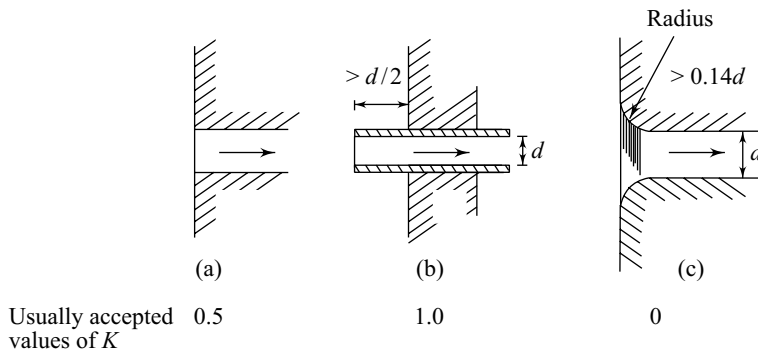 Radius
> d/2
> 0.14d
d
d
(a)
(b)
(c)
Usually accepted values of K
0.5
1.0
0